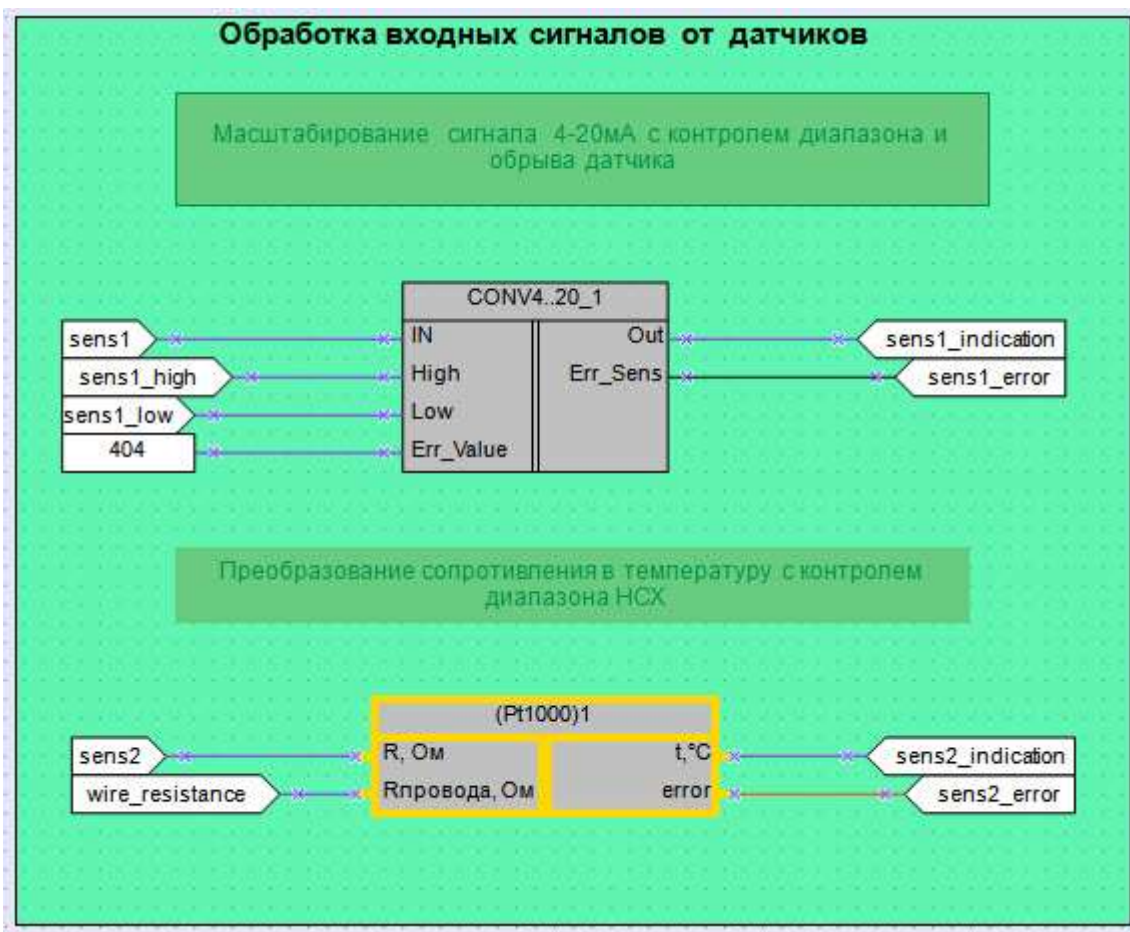 Обработка входных сигналов от датчиков
Масштабирование сигнала 4-20мА с контролем диапазона и
обрыва датчика
CONV4..20_1
sens1
IN
Out
sens1_indication
sens1_high
High
Err_Sens
sens1_error
sens1_low
Low
404
Err_Value
Преобразование сопротивления в температуру с контролем
диапазона НСХ
(Pt1000)1
sens2
R, Ом
t,°C
sens2_indication
wire_resistance
Rпровода, Ом
error
sens2_error